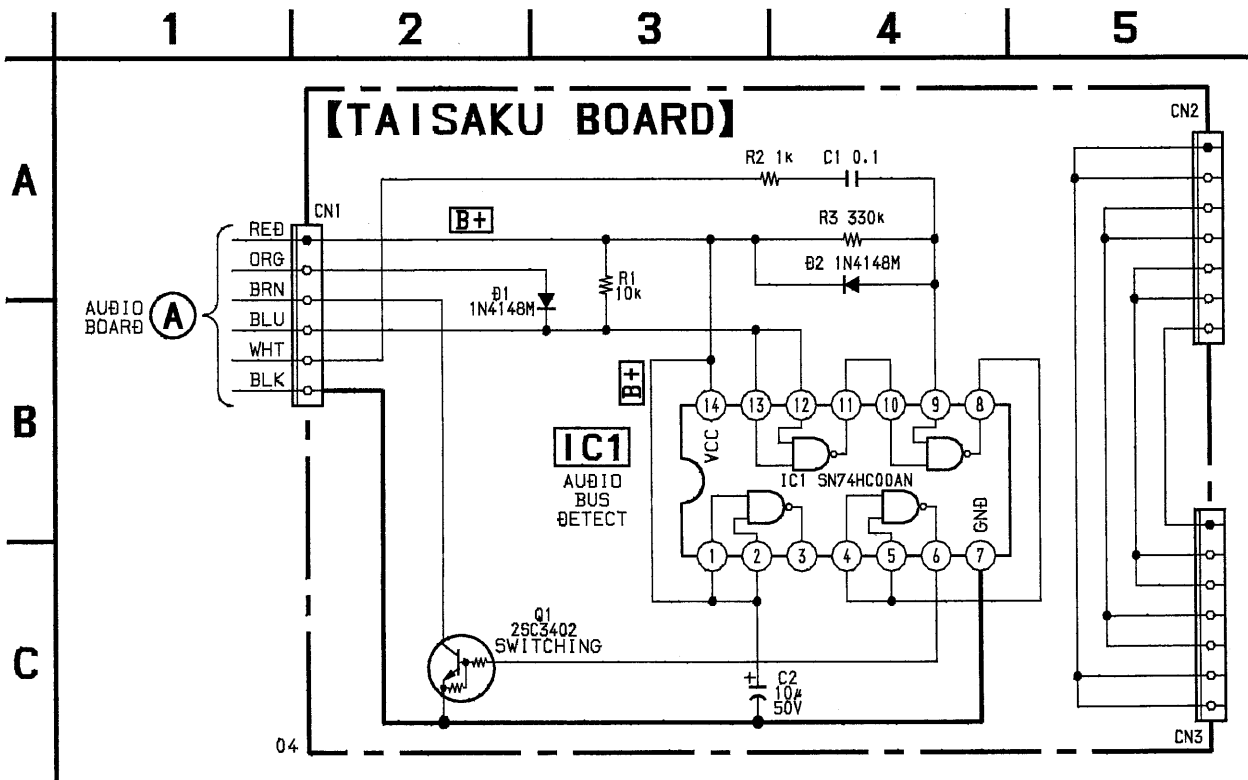 1 2 3 4 5
A
B
C
【TAISAKU BOARD】
CN2
R2 1k C1 0.1
CN1
B+
R3 330k
RED
ORG
BRN
BLU
WHT
BLK
AUDIO
BOARD
A
D2 1N4148M
R1
10k
D1
1N4148M
B+
14 13 12 11 10 9 8
VCC
IC1
AUDIO
BUS
DETECT
IC1 SN74HC00AN
GND
1 2 3 4 5 6 7
Q1
2SC3402
SWITCHING
+
C2
10μ
50V
04
CN3